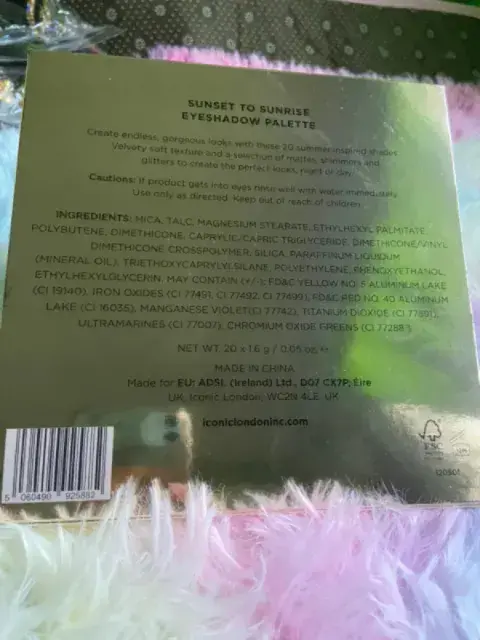 SUNSET TO SUNRISE
EYESHADOW PALETTE
Create endless, gorgeous looks with these 20 summer-inspired shades.
Velvety soft texture and a selection of mattes, shimmers and
glitters to create the perfect looks, night or day.
Cautions: If product gets into eyes rinse well with water immediately.
Use only as directed. Keep out of reach of children.
INGREDIENTS: MICA, TALC, MAGNESIUM STEARATE, ETHYLHEXYL PALMITATE,
POLYBUTENE, DIMETHICONE, CAPRYLIC/CAPRIC TRIGLYCERIDE, DIMETHICONE/VINYL
DIMETHICONE CROSSPOLYMER, SILICA, PARAFFINUM LIQUIDUM
(MINERAL OIL), TRIETHOXYCAPRYLYLSILANE, POLYETHYLENE, PHENOXYETHANOL,
ETHYLHEXYLGLYCERIN. MAY CONTAIN (+/-): FD&C YELLOW NO. 5 ALUMINUM LAKE
(CI 19140), IRON OXIDES (CI 77491, CI 77492, CI 77499), FD&C RED NO. 40 ALUMINUM
LAKE (CI 16035), MANGANESE VIOLET(CI 77742), TITANIUM DIOXIDE (CI 77891),
ULTRAMARINES (CI 77007), CHROMIUM OXIDE GREENS (CI 77288)
NET WT. 20 x 1.6 g / 0.05 oz.
MADE IN CHINA
Made for EU: ADSL (Ireland) Ltd., D07 CK7P, Éire
UK, Iconic London, WC2N 4LE, UK
iconiclondoninc.com
FSC
5 060490 925882